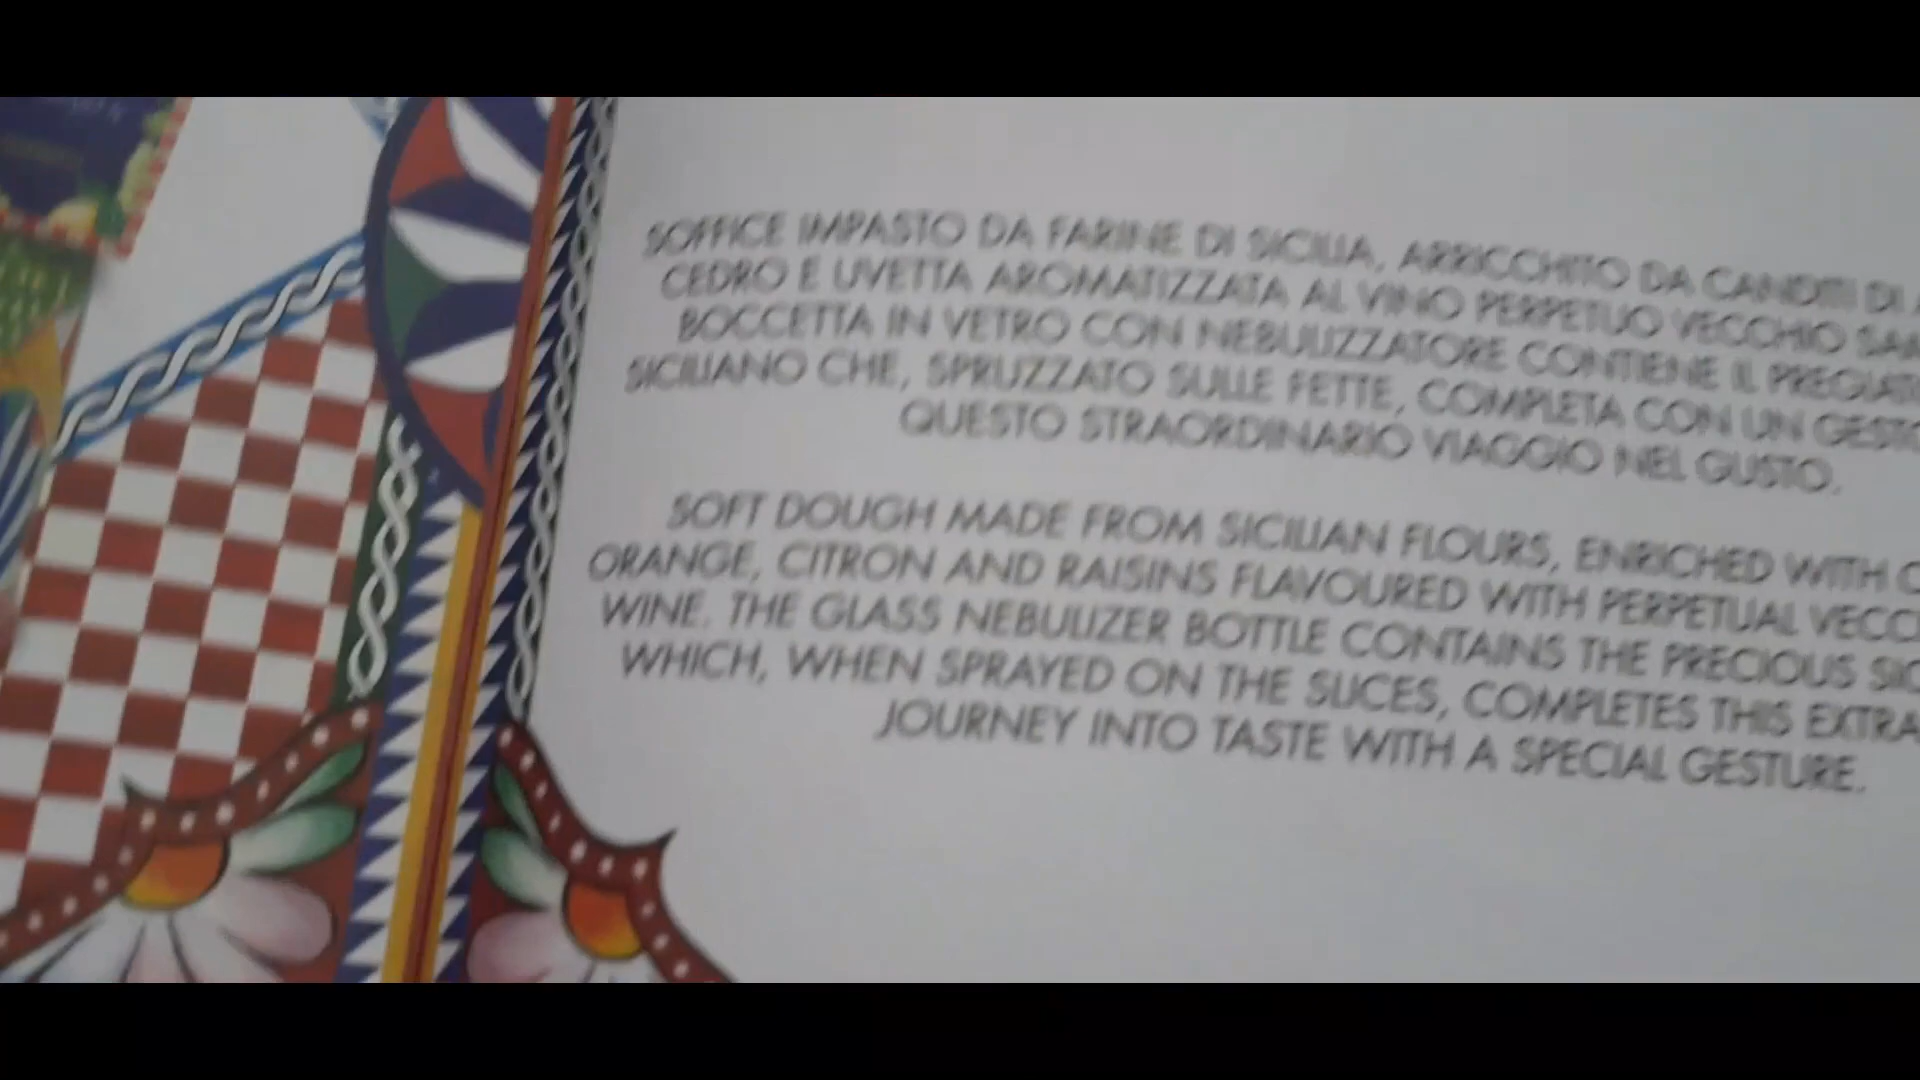 SOFFICE IMPASTO DA FARINE DI SICILIA, ARRICCHITO DA CANDITI DI
CEDRO E UVETTA AROMATIZZATA AL VINO PERPETUO VECCHIO
BOCCETTA IN VETRO CON NEBULIZZATORE CONTIENE IL
SICILIANO CHE, SPRUZZATO SULLE FETTE, COMPLETA CON UN
QUESTO STRAORDINARIO VIAGGIO NEL GUSTO.
SOFT DOUGH MADE FROM SICILIAN FLOURS, ENRICHED WITH
ORANGE, CITRON AND RAISINS FLAVOURED WITH PERPETUAL
WINE. THE GLASS NEBULIZER BOTTLE CONTAINS THE PRECIOUS
WHICH, WHEN SPRAYED ON THE SLICES, COMPLETES THIS
JOURNEY INTO TASTE WITH A SPECIAL GESTURE.